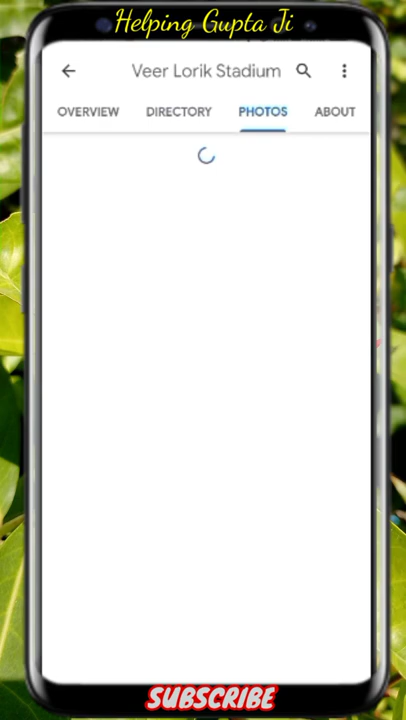 Helping Gupta Ji
Veer Lorik Stadium
OVERVIEW DIRECTORY PHOTOS ABOUT
SUBSCRIBE